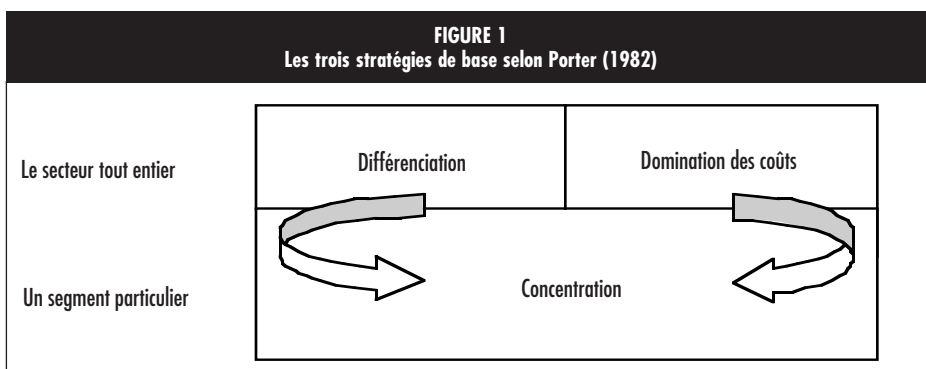 FIGURE 1
Les trois stratégies de base selon Porter (1982)
Le secteur tout entier
Différenciation
Domination des coûts
Un segment particulier
Concentration